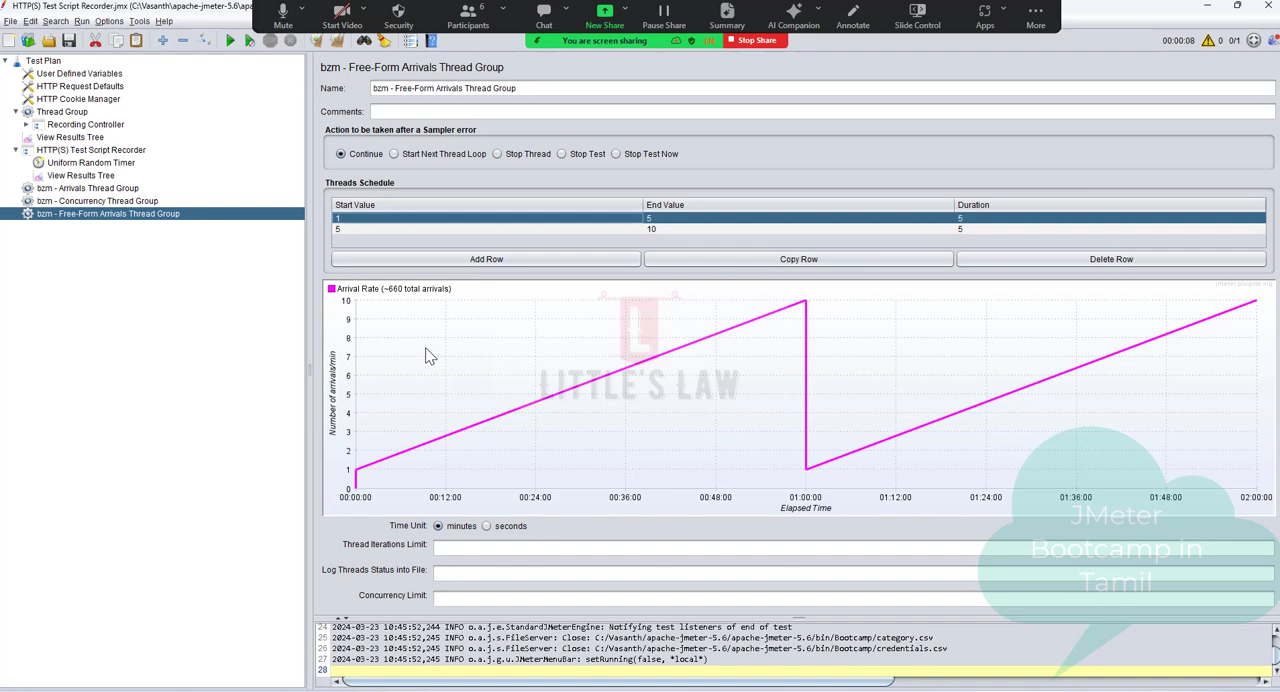 HTTP(S) Test Script Recorder.jmx (C:\Vasanth\apache-jmeter-5.6\apa
File Edit Search Run Options Tools Help
Mute
Start Video
Security
6
Participants
Chat
New Share
Pause Share
Summary
AI Companion
Annotate
Slide Control
Apps
More
You are screen sharing
Stop Share
00:00:08
0
0/1
Test Plan
User Defined Variables
HTTP Request Defaults
HTTP Cookie Manager
Thread Group
Recording Controller
View Results Tree
HTTP(S) Test Script Recorder
Uniform Random Timer
View Results Tree
bzm - Arrivals Thread Group
bzm - Concurrency Thread Group
bzm - Free-Form Arrivals Thread Group
bzm - Free-Form Arrivals Thread Group
Name: bzm - Free-Form Arrivals Thread Group
Comments:
Action to be taken after a Sampler error
Continue Start Next Thread Loop Stop Thread Stop Test Stop Test Now
Threads Schedule
Start Value End Value Duration
1 5 5
5 10 5
Add Row Copy Row Delete Row
Arrival Rate (~660 total arrivals)
jmeter-plugins.org
10
9
8
7
6
5
4
3
2
1
0
Number of arrivals/min
00:00:00 00:12:00 00:24:00 00:36:00 00:48:00 01:00:00 01:12:00 01:24:00 01:36:00 01:48:00 02:00:00
Elapsed Time
L
LITTLE'S LAW
JMeter
Bootcamp in
Tamil
Time Unit: minutes seconds
Thread Iterations Limit:
Log Threads Status into File:
Concurrency Limit:
24 2024-03-23 10:45:52,244 INFO o.a.j.e.StandardJMeterEngine: Notifying test listeners of end of test
25 2024-03-23 10:45:52,245 INFO o.a.j.s.FileServer: Close: C:/Vasanth/apache-jmeter-5.6/apache-jmeter-5.6/bin/Bootcamp/category.csv
26 2024-03-23 10:45:52,245 INFO o.a.j.s.FileServer: Close: C:/Vasanth/apache-jmeter-5.6/apache-jmeter-5.6/bin/Bootcamp/credentials.csv
27 2024-03-23 10:45:52,245 INFO o.a.j.g.u.JMeterMenuBar: setRunning(false, *local*)
28